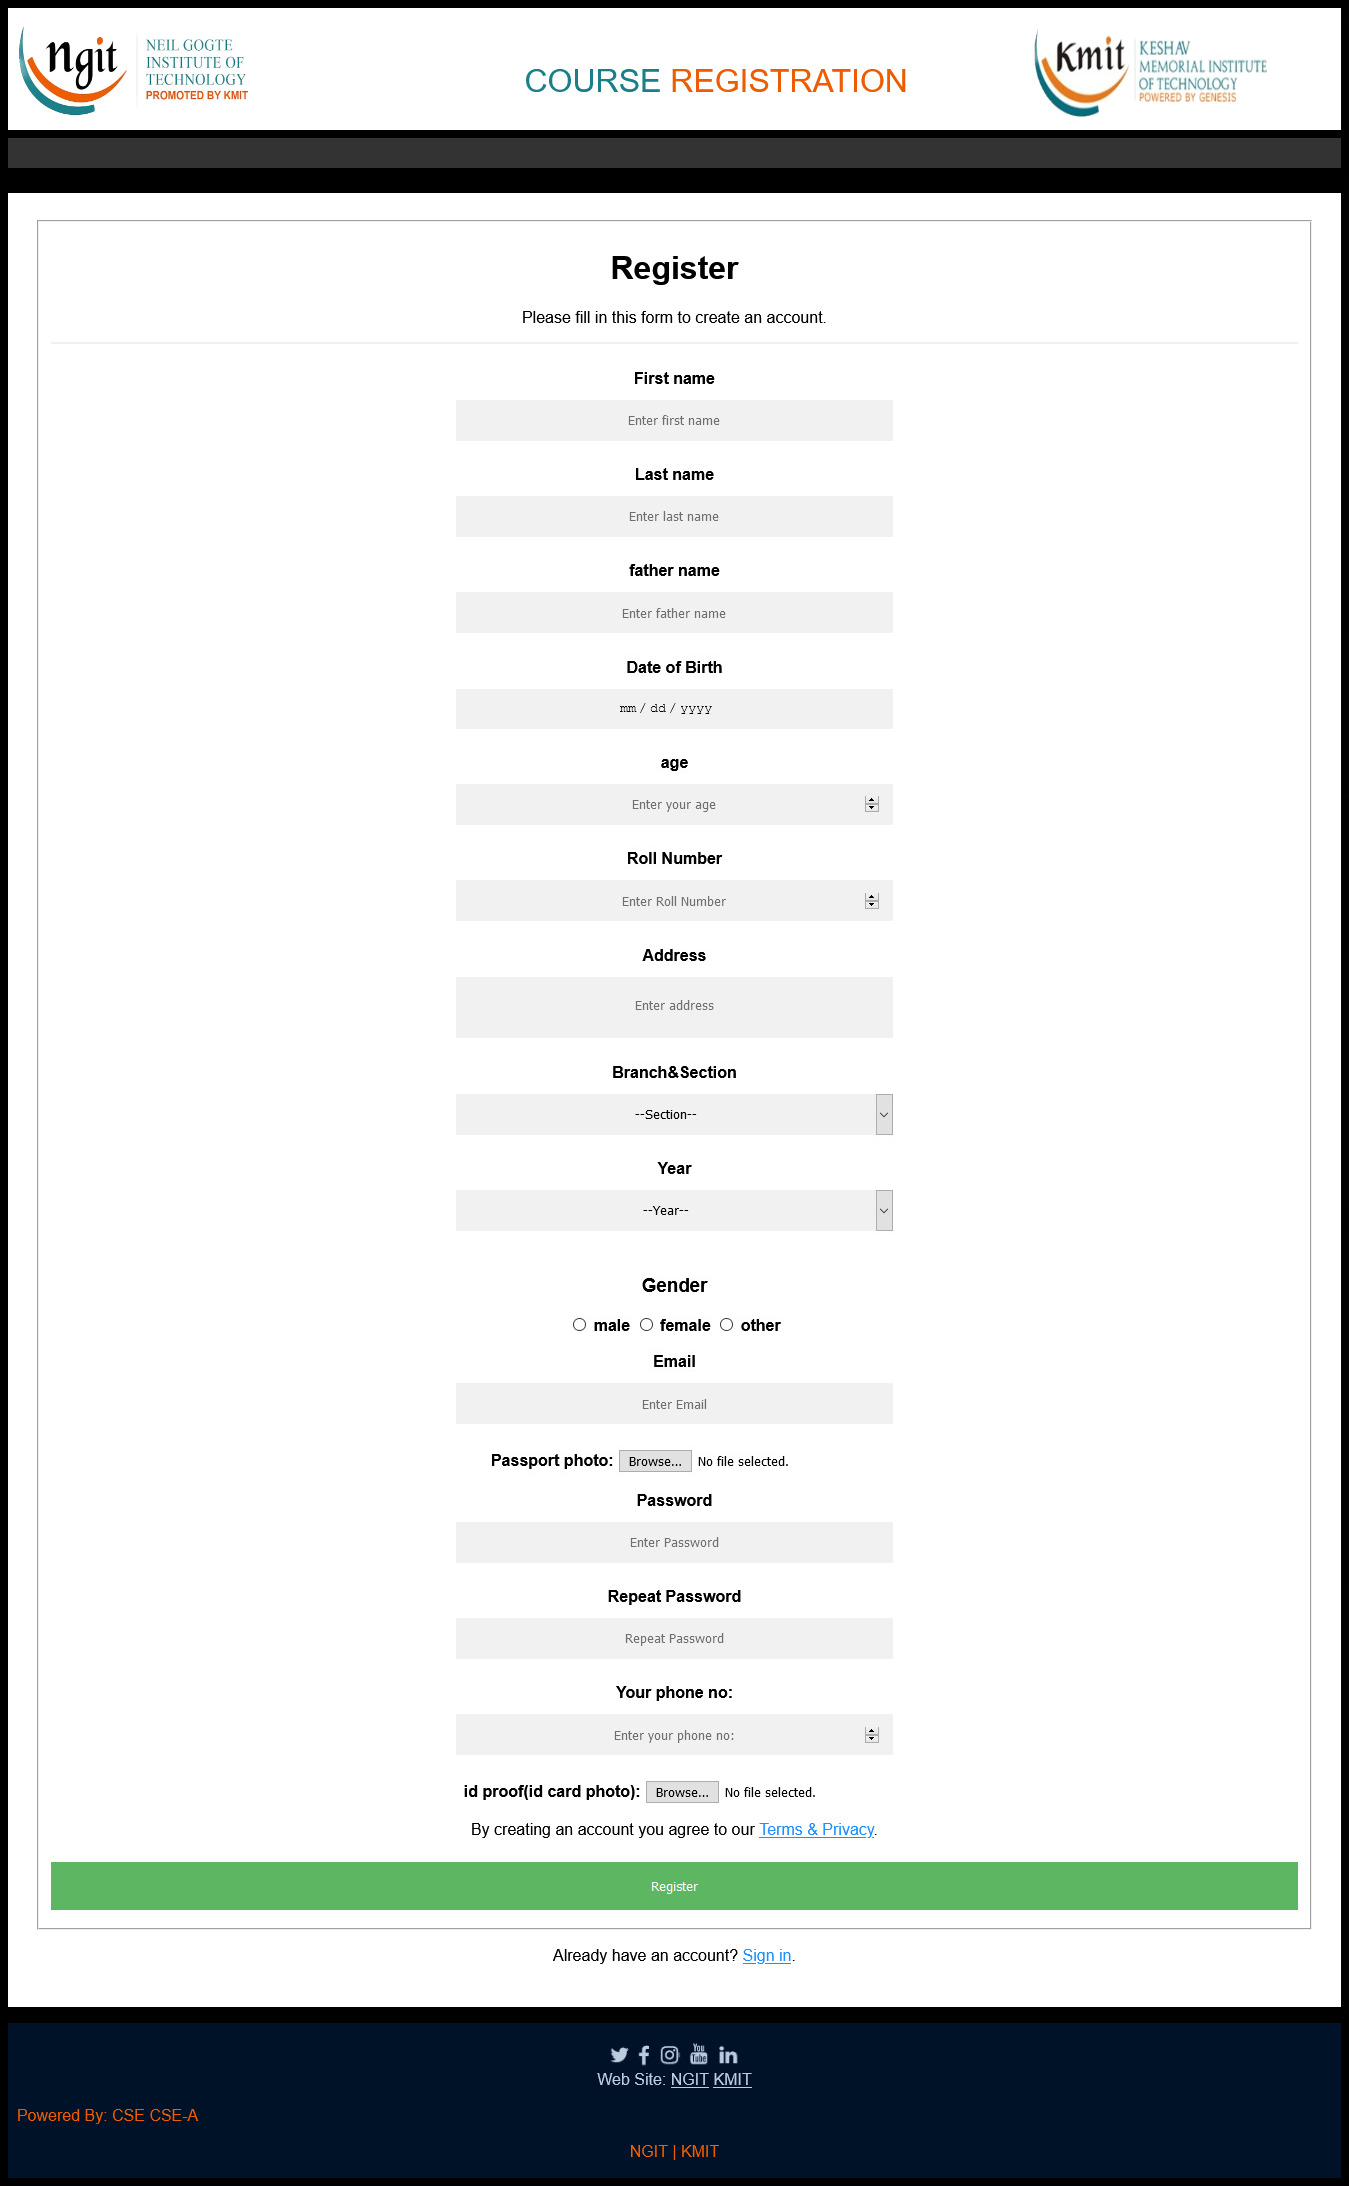 Ngit
NEIL GOGTE
INSTITUTE OF
TECHNOLOGY
PROMOTED BY KMIT
COURSE REGISTRATION
Kmit
KESHAV
MEMORIAL INSTITUTE
OF TECHNOLOGY
POWERED BY GENESIS
Register
Please fill in this form to create an account.
First name
Enter first name
Last name
Enter last name
father name
Enter father name
Date of Birth
mm / dd / yyyy
age
Enter your age
Roll Number
Enter Roll Number
Address
Enter address
Branch&Section
--Section--
Year
--Year--
Gender
male female other
Email
Enter Email
Passport photo: Browse... No file selected.
Password
Enter Password
Repeat Password
Repeat Password
Your phone no:
Enter your phone no:
id proof(id card photo): Browse... No file selected.
By creating an account you agree to our Terms & Privacy.
Register
Already have an account? Sign in.
You Tube
Web Site: NGIT KMIT
Powered By: CSE CSE-A
NGIT | KMIT